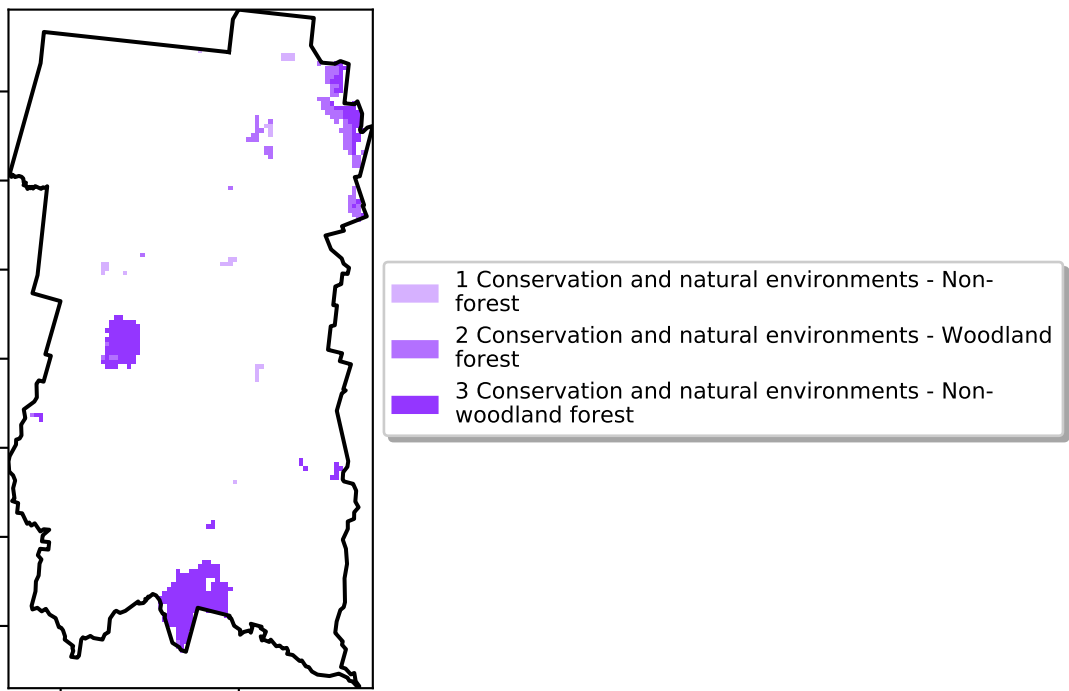 1 Conservation and natural environments - Non-
forest
2 Conservation and natural environments - Woodland
forest
3 Conservation and natural environments - Non-
woodland forest